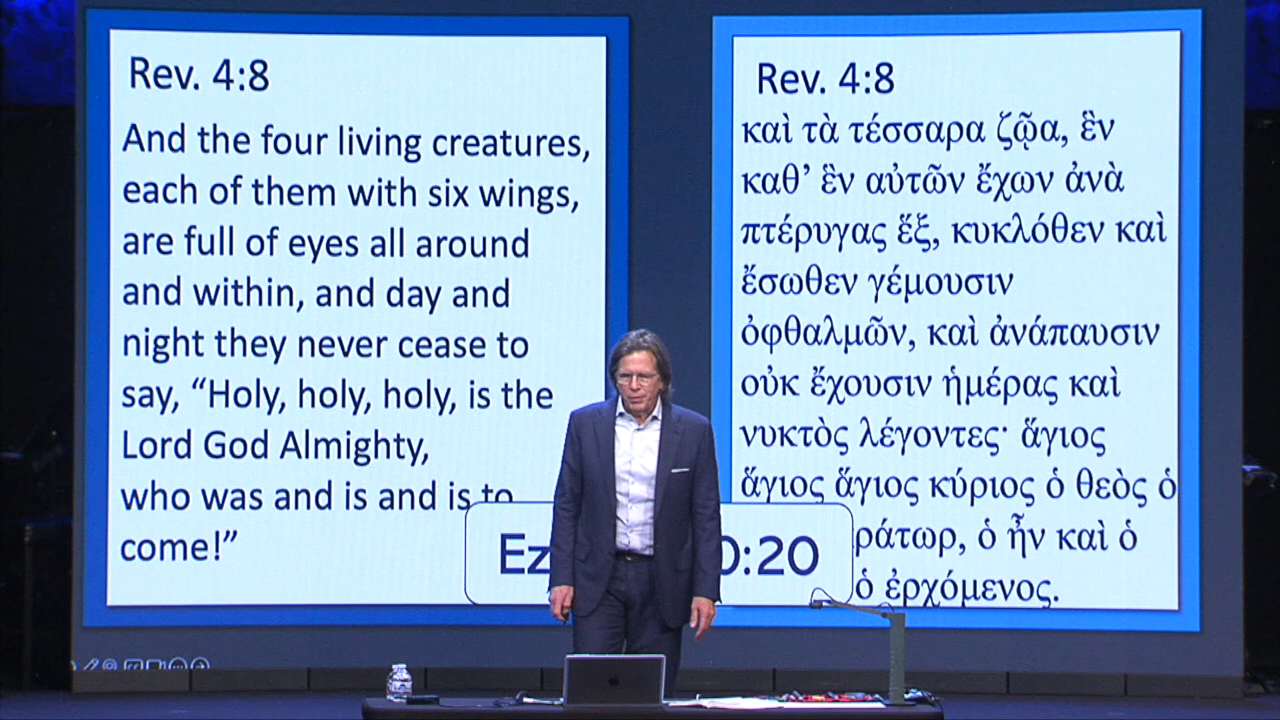 Rev. 4:8
And the four living creatures,
each of them with six wings,
are full of eyes all around
and within, and day and
night they never cease to
say, “Holy, holy, holy, is the
Lord God Almighty,
who was and is and is to
come!”
Rev. 4:8
καὶ τὰ τέσσαρα ζῷα, ἓν
καθ’ ἓν αὐτῶν ἔχων ἀνὰ
πτέρυγας ἕξ, κυκλόθεν καὶ
ἔσωθεν γέμουσιν
ὀφθαλμῶν, καὶ ἀνάπαυσιν
οὐκ ἔχουσιν ἡμέρας καὶ
νυκτὸς λέγοντες· ἅγιος
ἅγιος ἅγιος κύριος ὁ θεὸς ὁ
ράτωρ, ὁ ἦν καὶ ὁ
ὁ ἐρχόμενος.
Ez 0:20